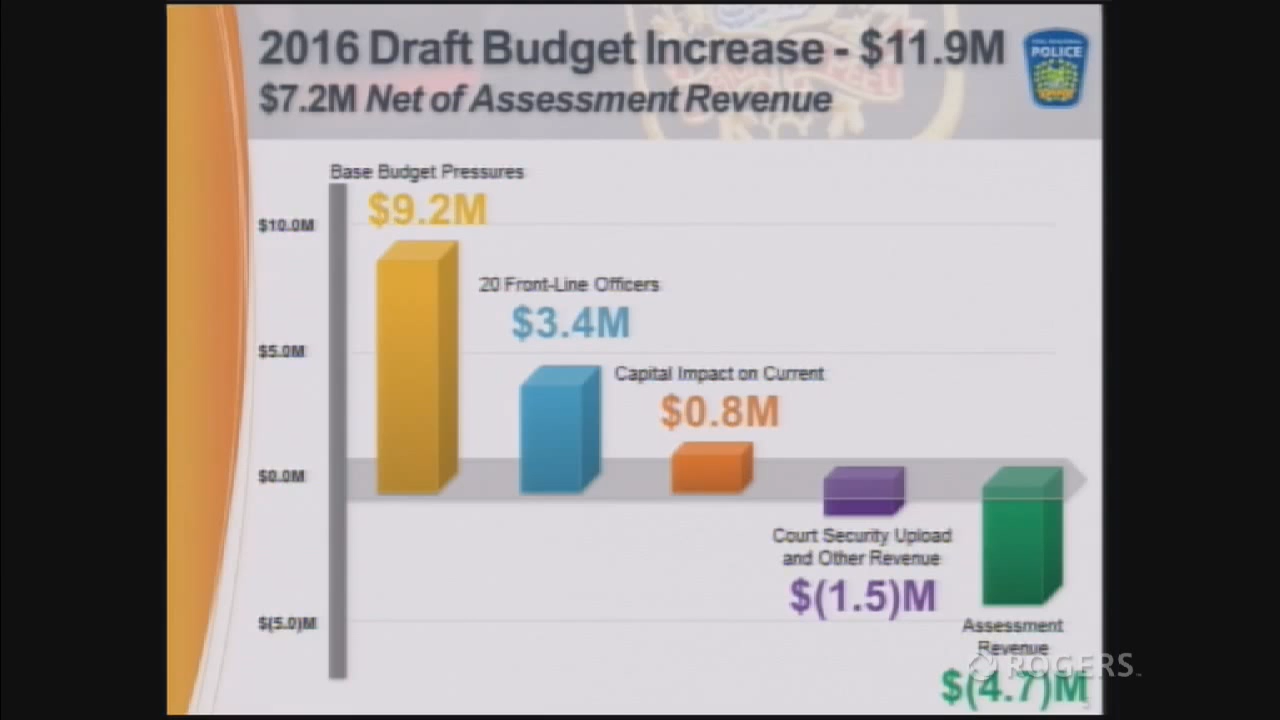 2016 Draft Budget Increase - $11.9M
$7.2M Net of Assessment Revenue
POLICE
Base Budget Pressures
$9.2M
$10.0M
20 Front-Line Officers
$3.4M
$5.0M
Capital Impact on Current
$0.8M
$0.0M
Court Security Upload
and Other Revenue
$(1.5)M
$(5.0)M
Assessment
Revenue
ROGERS™
$(4.7)M